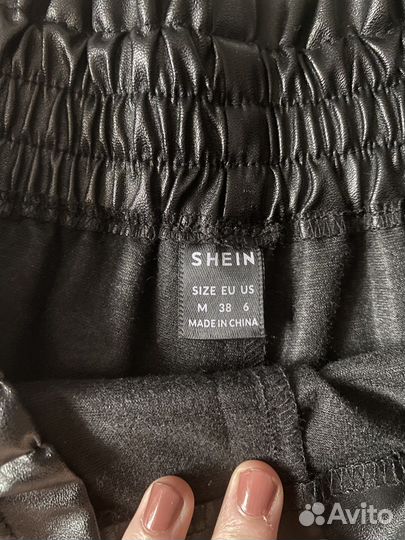 SHEIN
SIZE EU US
M 38 6
MADE IN CHINA
Avito